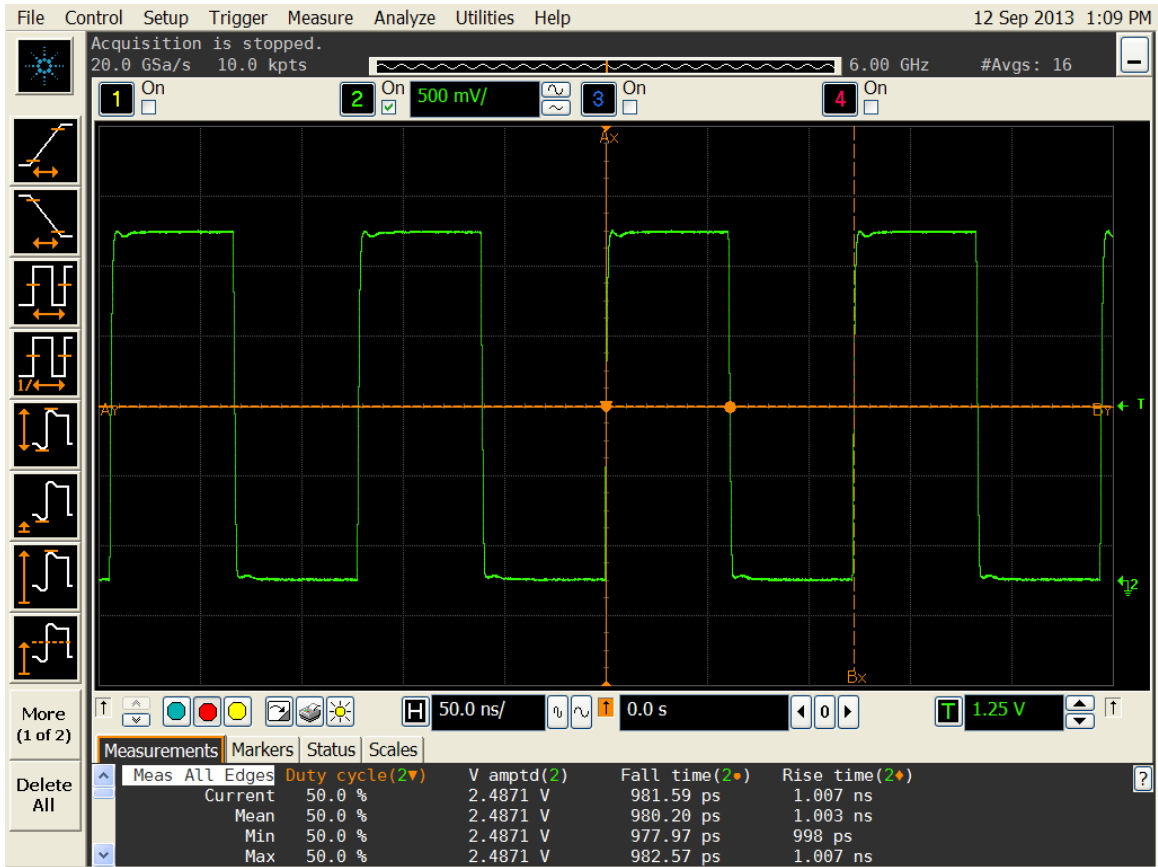 File Control Setup Trigger Measure Analyze Utilities Help 12 Sep 2013 1:09 PM
Acquisition is stopped.
20.0 GSa/s 10.0 kpts 6.00 GHz #Avgs: 16
1 On 2 On 500 mV/ 3 On 4 On
Ax
1/
AY BY T
2
Bx
More
(1 of 2)
Delete
All
H 50.0 ns/ 0.0 s 0 T 1.25 V
Measurements Markers Status Scales
Meas All Edges Duty cycle(2▼) V amptd(2) Fall time(2●) Rise time(2♦) ?
Current 50.0 % 2.4871 V 981.59 ps 1.007 ns
Mean 50.0 % 2.4871 V 980.20 ps 1.003 ns
Min 50.0 % 2.4871 V 977.97 ps 998 ps
Max 50.0 % 2.4871 V 982.57 ps 1.007 ns